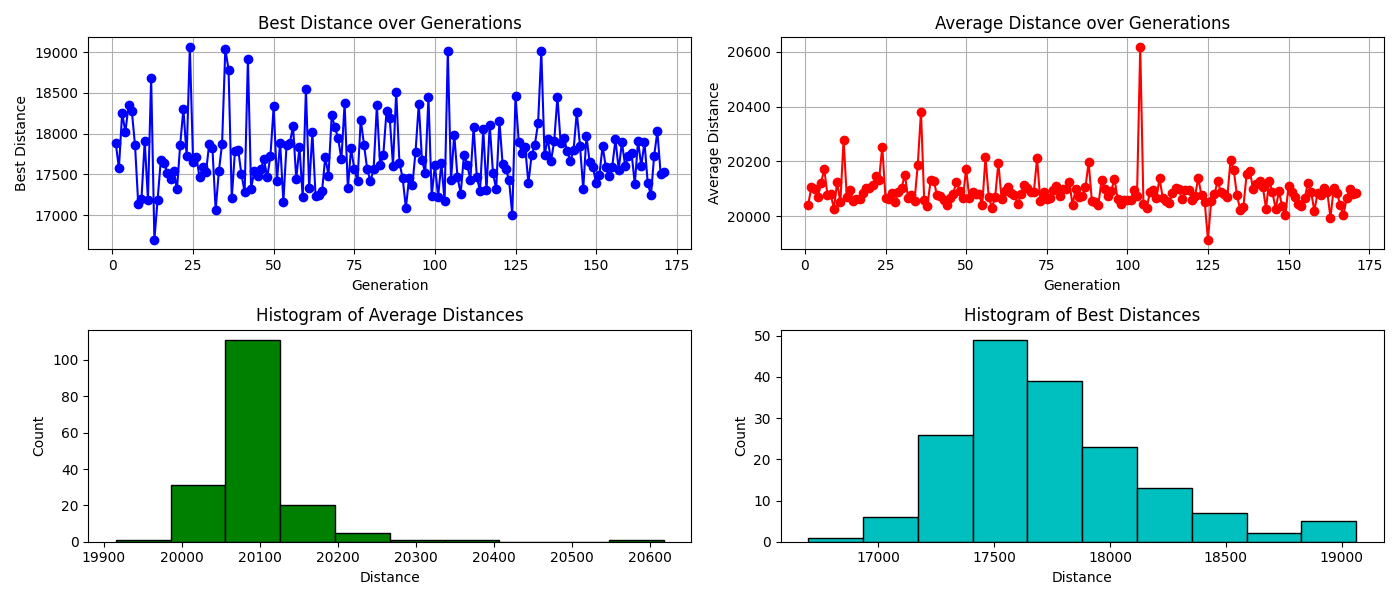 Best Distance over Generations
Best Distance
19000
18500
18000
17500
17000
0 25 50 75 100 125 150 175
Generation
Average Distance over Generations
Average Distance
20600
20400
20200
20000
0 25 50 75 100 125 150 175
Generation
Histogram of Average Distances
Count
100
80
60
40
20
0
19900 20000 20100 20200 20300 20400 20500 20600
Distance
Histogram of Best Distances
Count
50
40
30
20
10
0
17000 17500 18000 18500 19000
Distance